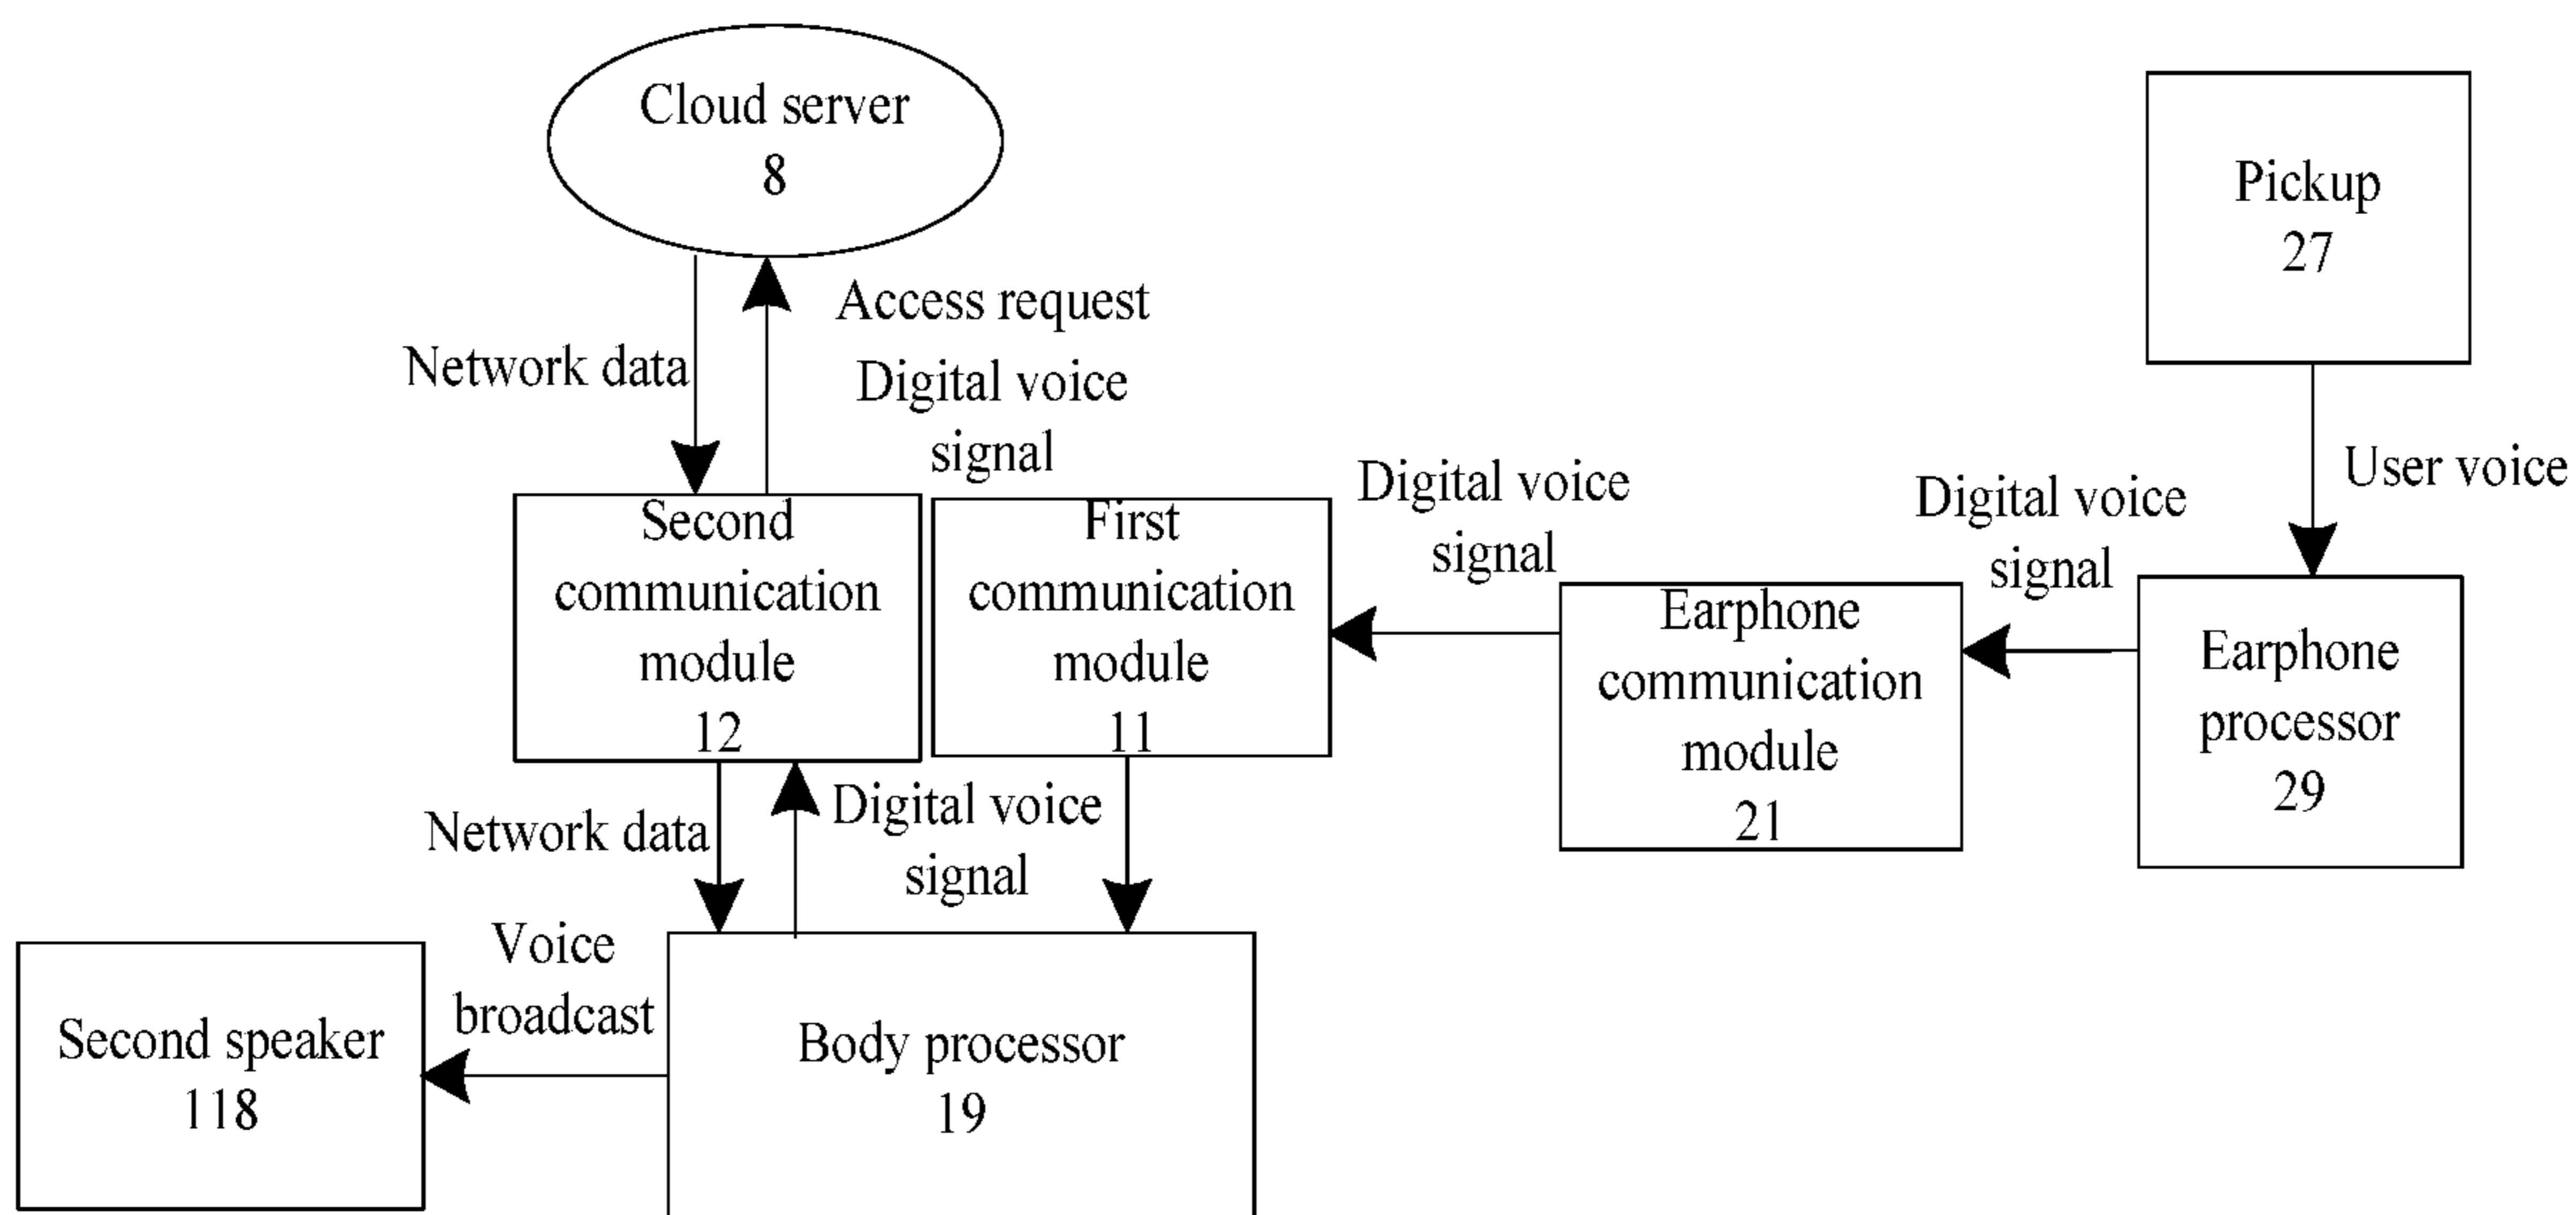 Cloud server
8
Pickup
27
Access request
Network data
Digital voice
signal
User voice
Digital voice
signal
Digital voice
signal
Second
communication
module
12
First
communication
module
11
Earphone
communication
module
21
Earphone
processor
29
Network data
Digital voice
signal
Voice
broadcast
Second speaker
118
Body processor
19